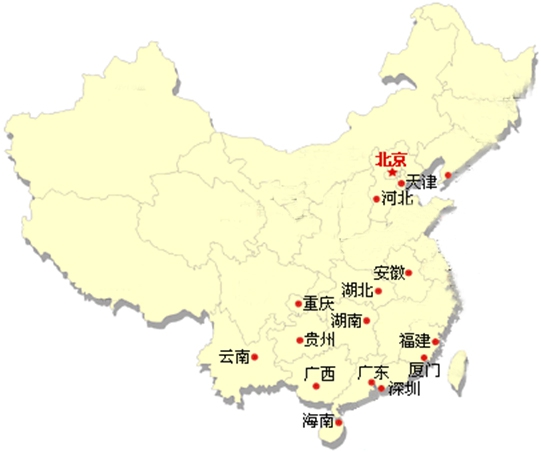 北京
天津
河北
安徽
湖北
重庆
湖南
贵州
福建
云南
厦门
广西
广东
深圳
海南